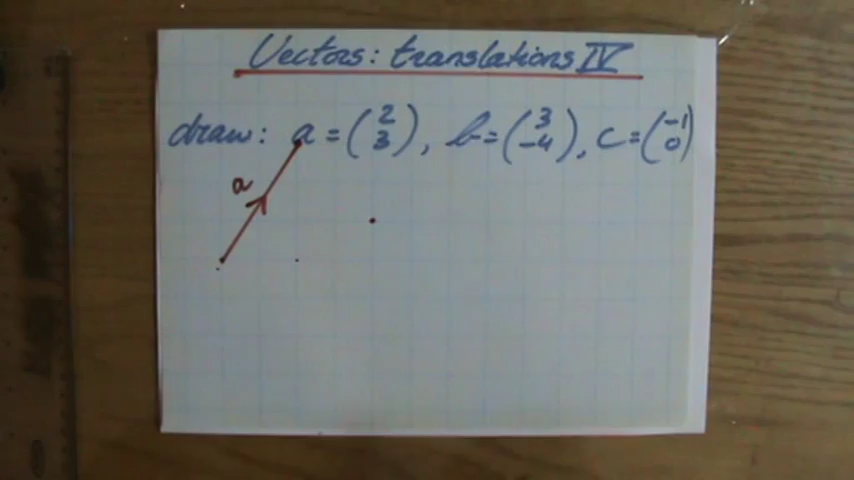 Vectors: translations IV
draw: a = (2 3), b = (3 -4), c = (-1 0)
a